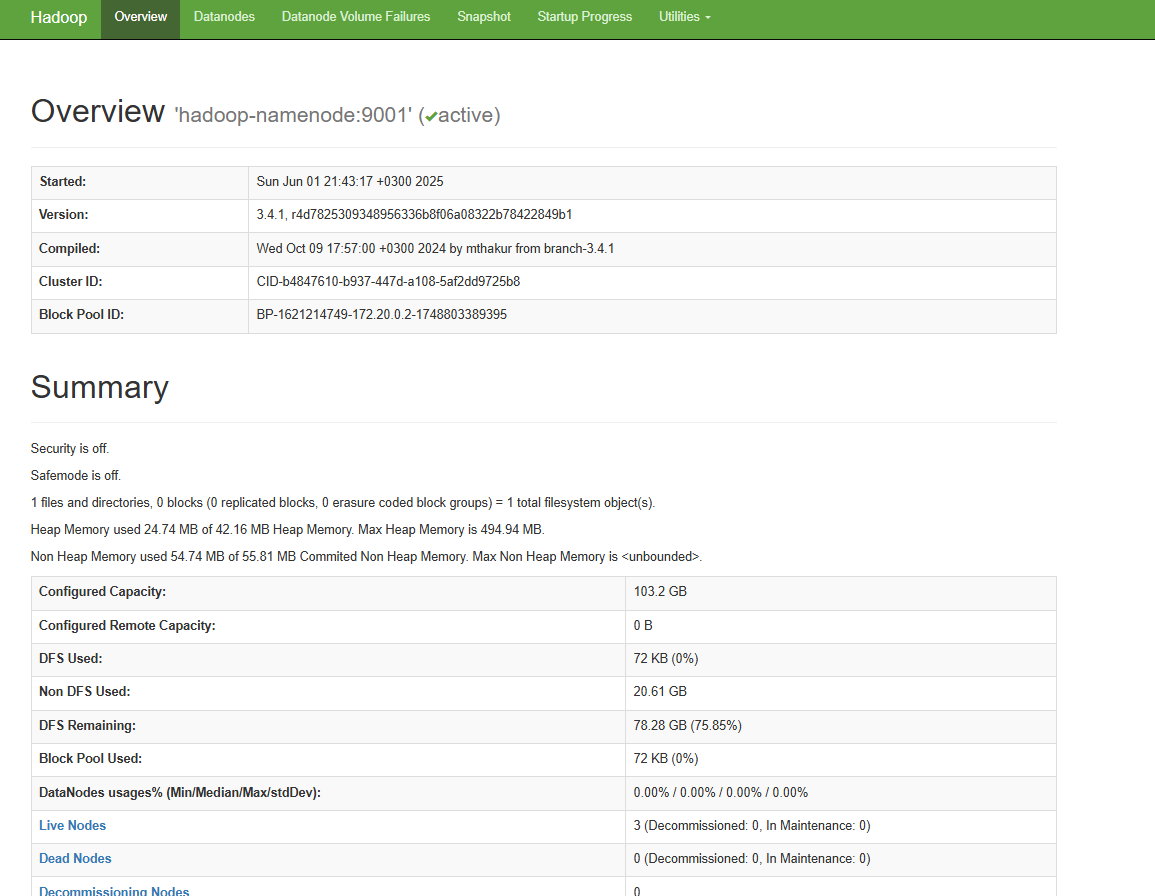 Hadoop Overview Datanodes Datanode Volume Failures Snapshot Startup Progress Utilities
Overview 'hadoop-namenode:9001' (✔active)
Started: Sun Jun 01 21:43:17 +0300 2025
Version: 3.4.1, r4d7825309348956336b8f06a08322b78422849b1
Compiled: Wed Oct 09 17:57:00 +0300 2024 by mthakur from branch-3.4.1
Cluster ID: CID-b4847610-b937-447d-a108-5af2dd9725b8
Block Pool ID: BP-1621214749-172.20.0.2-1748803389395
Summary
Security is off.
Safemode is off.
1 files and directories, 0 blocks (0 replicated blocks, 0 erasure coded block groups) = 1 total filesystem object(s).
Heap Memory used 24.74 MB of 42.16 MB Heap Memory. Max Heap Memory is 494.94 MB.
Non Heap Memory used 54.74 MB of 55.81 MB Commited Non Heap Memory. Max Non Heap Memory is <unbounded>.
Configured Capacity: 103.2 GB
Configured Remote Capacity: 0 B
DFS Used: 72 KB (0%)
Non DFS Used: 20.61 GB
DFS Remaining: 78.28 GB (75.85%)
Block Pool Used: 72 KB (0%)
DataNodes usages% (Min/Median/Max/stdDev): 0.00% / 0.00% / 0.00% / 0.00%
Live Nodes 3 (Decommissioned: 0, In Maintenance: 0)
Dead Nodes 0 (Decommissioned: 0, In Maintenance: 0)
Decommissioning Nodes 0